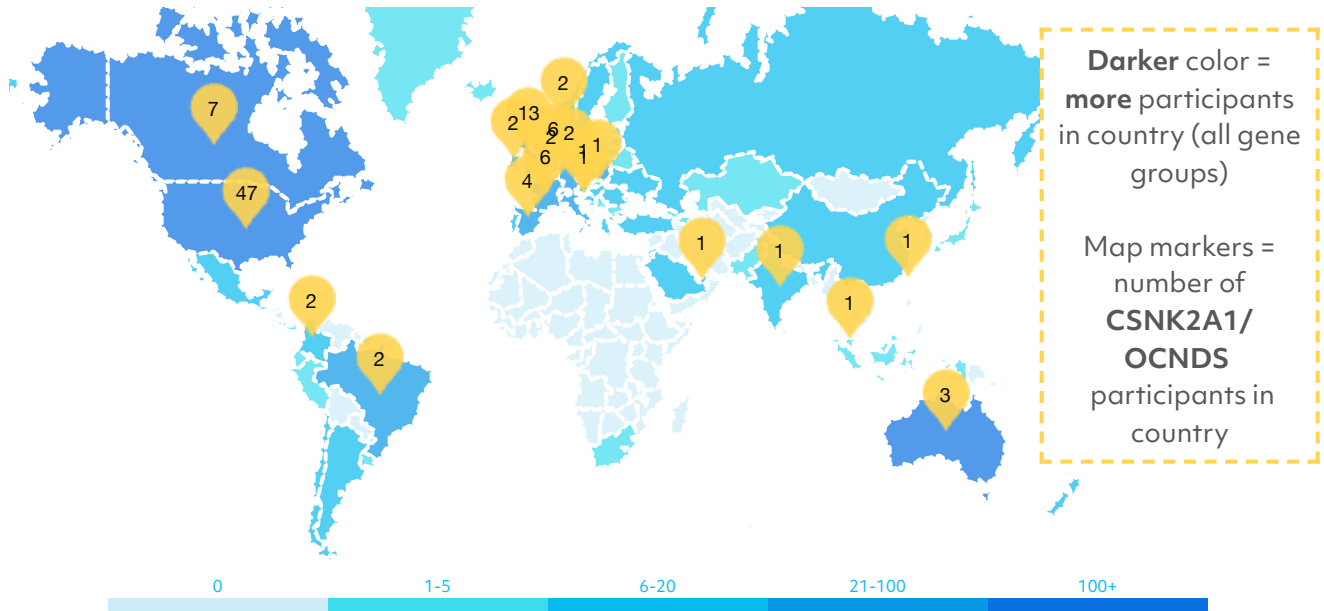 2
7
2
13
6
2
2
1
1
6
1
47
4
1
1
1
2
1
2
3
Darker color =
more participants
in country (all gene
groups)
Map markers =
number of
CSNK2A1/
OCNDS
participants in
country
0 1-5 6-20 21-100 100+